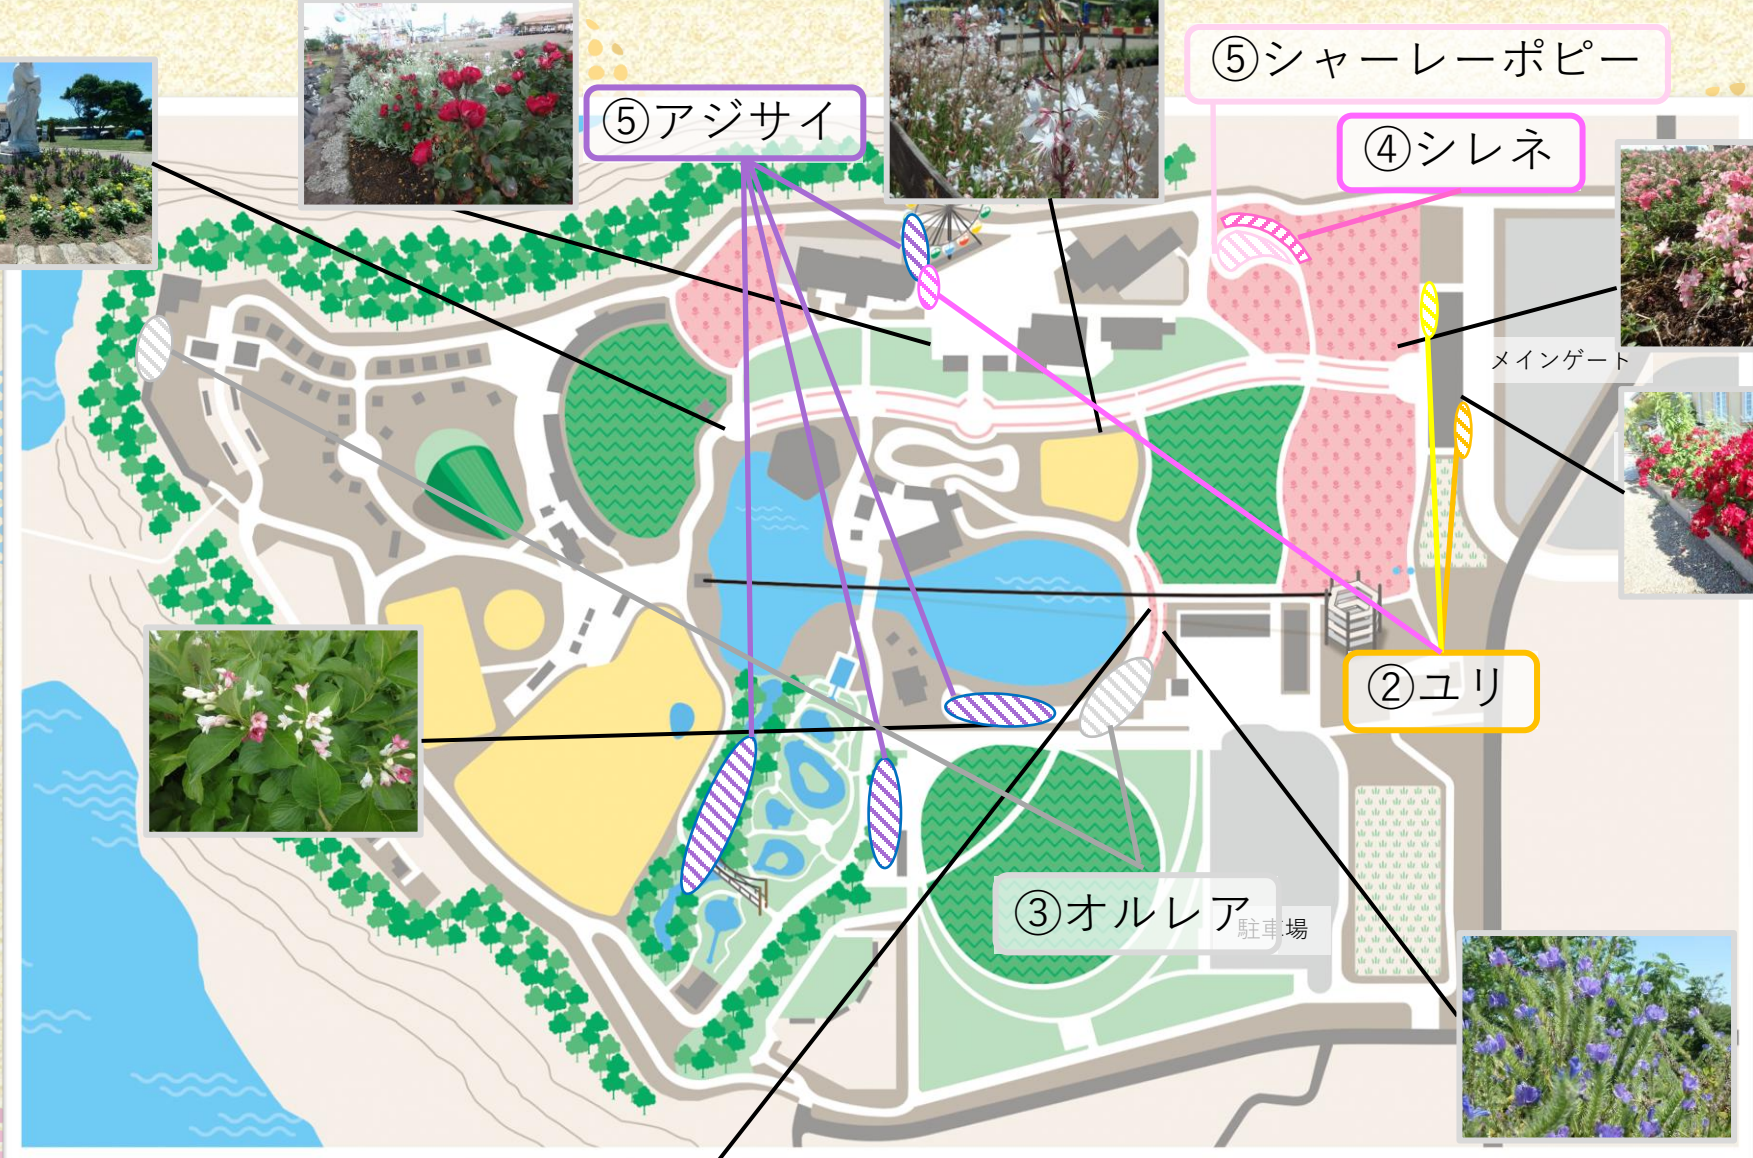 ⑤シャーレーポピー
⑤アジサイ
④シレネ
メインゲート
②ユリ
③オルレア
駐車場